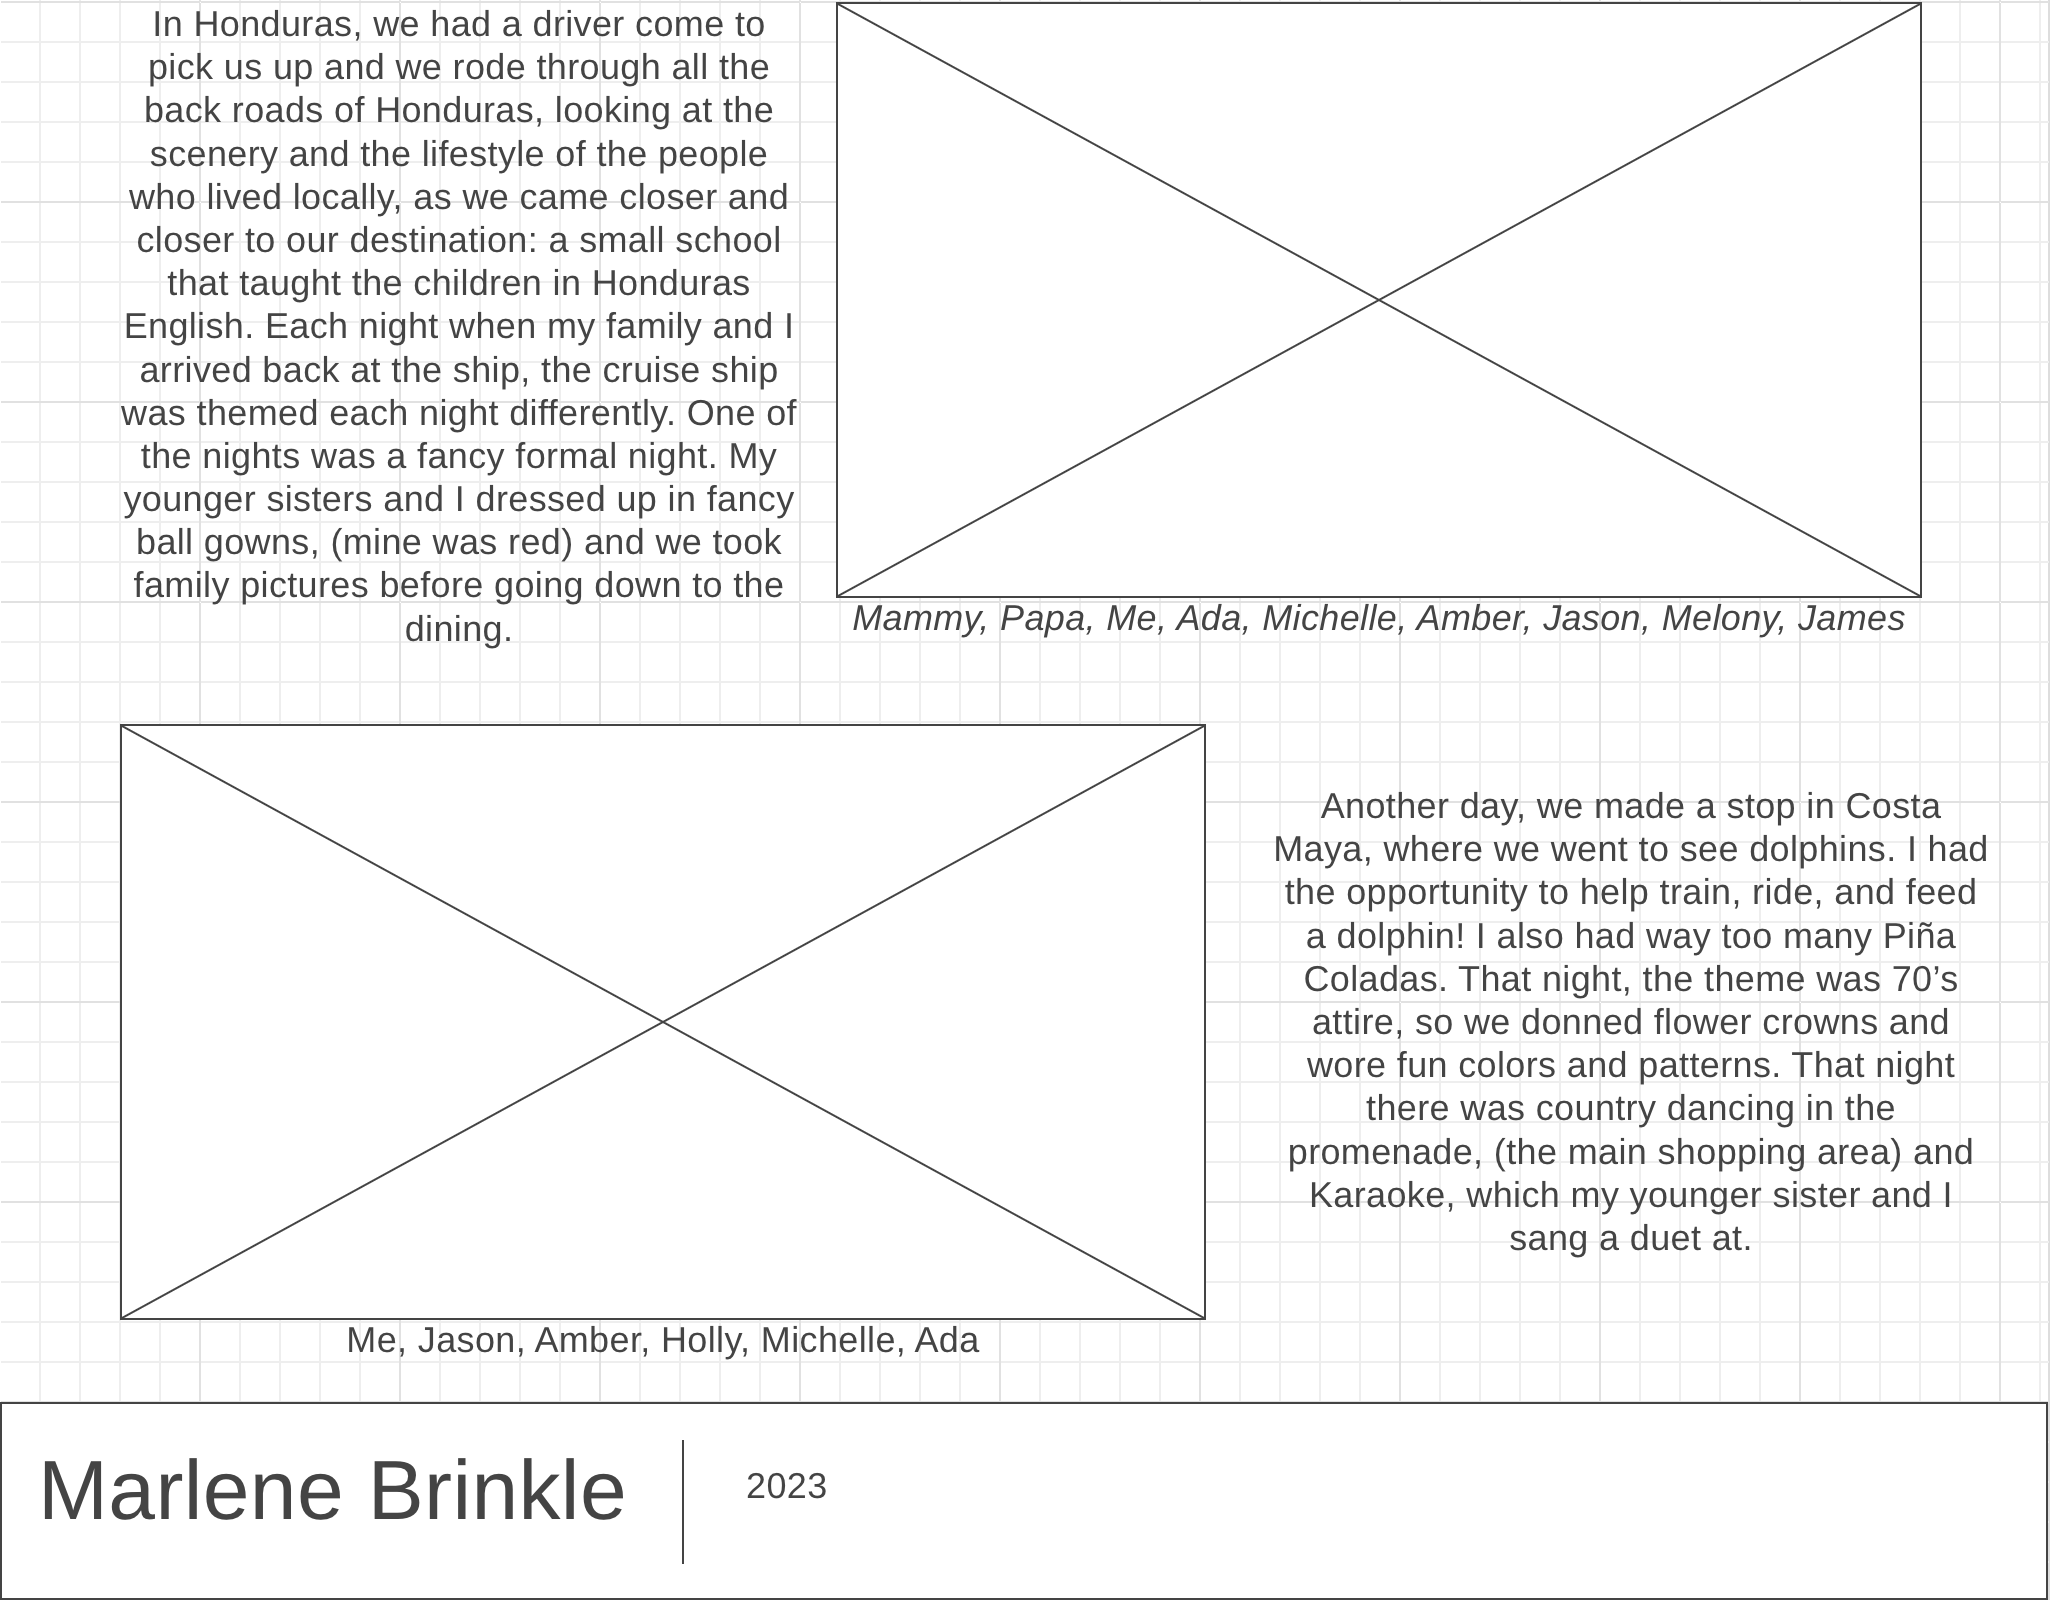 In Honduras, we had a driver come to
pick us up and we rode through all the
back roads of Honduras, looking at the
scenery and the lifestyle of the people
who lived locally, as we came closer and
closer to our destination: a small school
that taught the children in Honduras
English. Each night when my family and I
arrived back at the ship, the cruise ship
was themed each night differently. One of
the nights was a fancy formal night. My
younger sisters and I dressed up in fancy
ball gowns, (mine was red) and we took
family pictures before going down to the
dining.
Mammy, Papa, Me, Ada, Michelle, Amber, Jason, Melony, James
Another day, we made a stop in Costa
Maya, where we went to see dolphins. I had
the opportunity to help train, ride, and feed
a dolphin! I also had way too many Piña
Coladas. That night, the theme was 70’s
attire, so we donned flower crowns and
wore fun colors and patterns. That night
there was country dancing in the
promenade, (the main shopping area) and
Karaoke, which my younger sister and I
sang a duet at.
Me, Jason, Amber, Holly, Michelle, Ada
Marlene Brinkle
2023